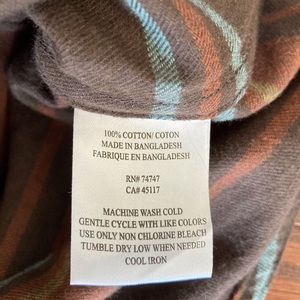 100% COTTON/ COTON
MADE IN BANGLADESH
FABRIQUE EN BANGLADESH
RN# 74747
CA# 45117
MACHINE WASH COLD
GENTLE CYCLE WITH LIKE COLORS
USE ONLY NON CHLORINE BLEACH
TUMBLE DRY LOW WHEN NEEDED
COOL IRON